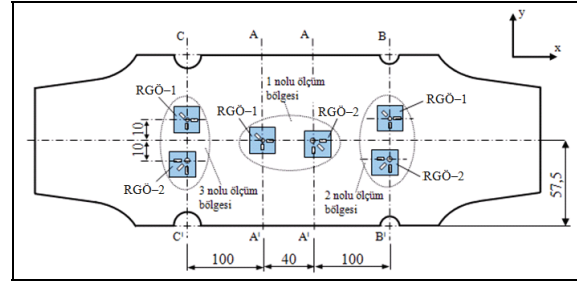 y
x
C
A
A
B
1 nolu ölçüm
bölgesi
RGÖ–1
RGÖ–1
RGÖ–2
RGÖ–1
10
10
RGÖ–2
3 nolu ölçüm
bölgesi
2 nolu ölçüm
bölgesi
RGÖ–2
57,5
C'
A'
A'
B'
100
40
100